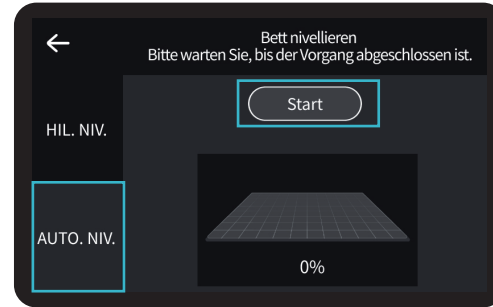 Bett nivellieren
Bitte warten Sie, bis der Vorgang abgeschlossen ist.
Start
HIL. NIV.
AUTO. NIV.
0%